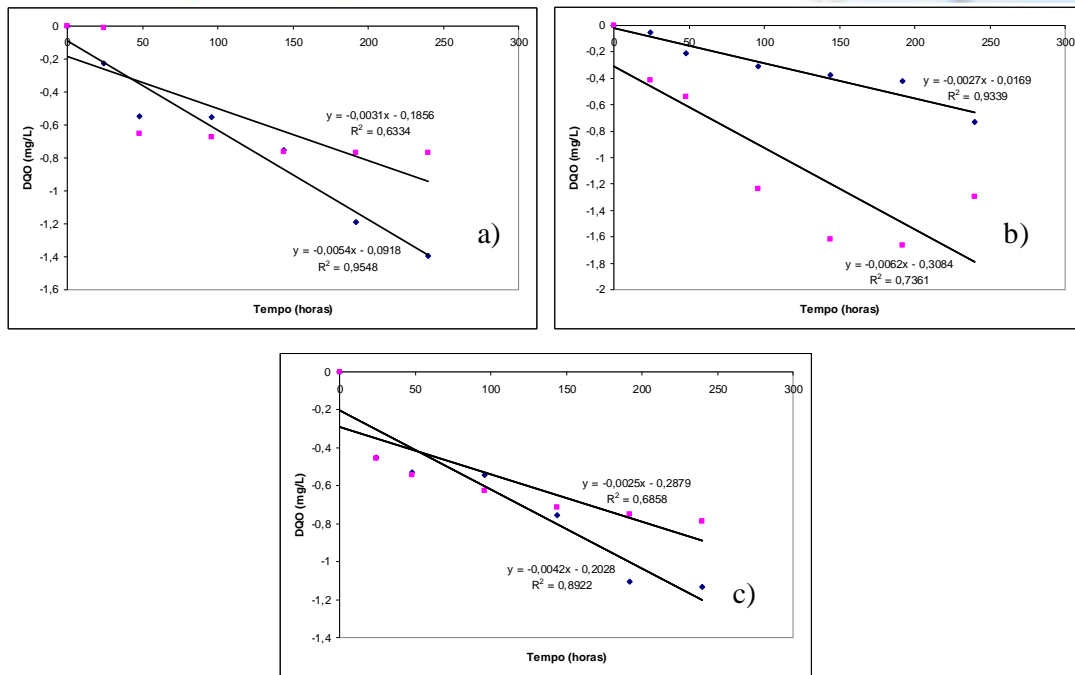 0
0 50 100 150 200 250 300
-0,2
-0,4
-0,6
-0,8
-1
-1,2
-1,4
-1,6
DQO (mg/L)
Tempo (horas)
y = -0,0031x - 0,1856
R² = 0,6334
y = -0,0054x - 0,0918
R² = 0,9548
a)
0
0 50 100 150 200 250 300
-0,2
-0,4
-0,6
-0,8
-1
-1,2
-1,4
-1,6
-1,8
-2
DQO (mg/L)
Tempo (horas)
y = -0,0027x - 0,0169
R² = 0,9339
y = -0,0062x - 0,3084
R² = 0,7361
b)
0
0 50 100 150 200 250 300
-0,2
-0,4
-0,6
-0,8
-1
-1,2
-1,4
DQO (mg/L)
Tempo (horas)
y = -0,0025x - 0,2879
R² = 0,6858
y = -0,0042x - 0,2028
R² = 0,8922
c)